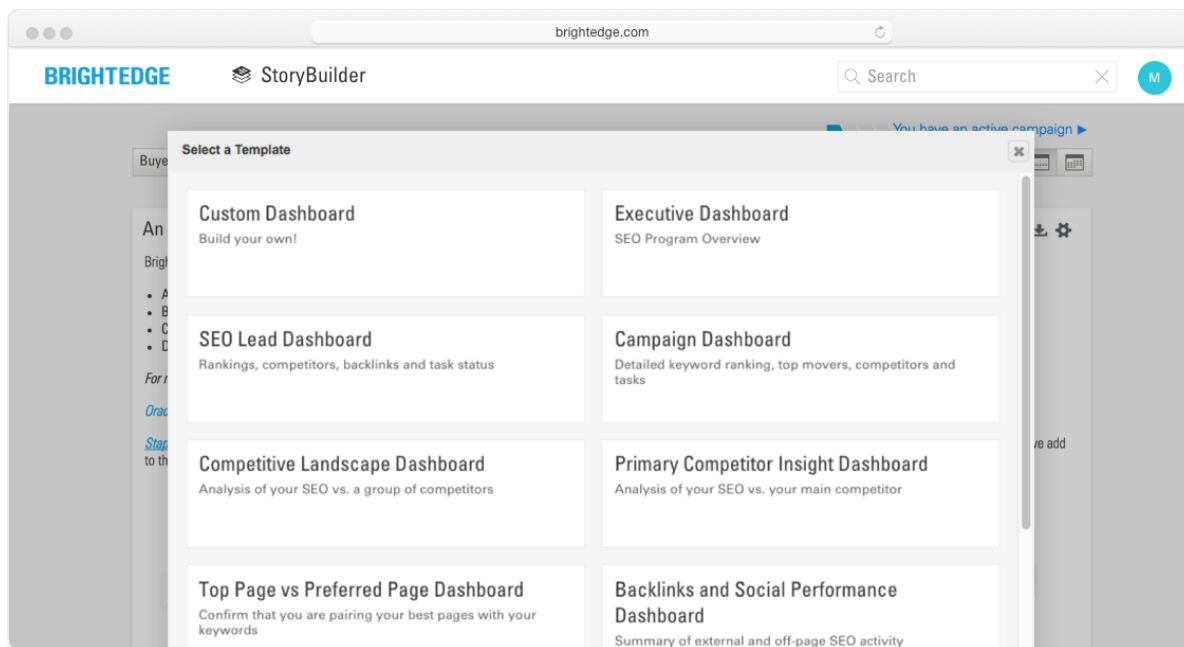 brightedge.com
BRIGHTEDGE
StoryBuilder
Search
M
You have an active campaign ▶
Select a Template
Custom Dashboard
Build your own!
Executive Dashboard
SEO Program Overview
An
SEO Lead Dashboard
Rankings, competitors, backlinks and task status
Campaign Dashboard
Detailed keyword ranking, top movers, competitors and
tasks
Competitive Landscape Dashboard
Analysis of your SEO vs. a group of competitors
Primary Competitor Insight Dashboard
Analysis of your SEO vs. your main competitor
add
to
Top Page vs Preferred Page Dashboard
Confirm that you are pairing your best pages with your
keywords
Backlinks and Social Performance
Dashboard
Summary of external and off-page SEO activity